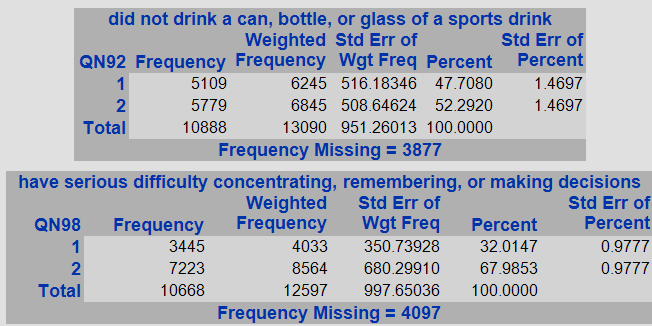 did not drink a can, bottle, or glass of a sports drink
Weighted Std Err of Std Err of
QN92 Frequency Frequency Wgt Freq Percent Percent
1 5109 6245 516.18346 47.7080 1.4697
2 5779 6845 508.64624 52.2920 1.4697
Total 10888 13090 951.26013 100.0000
Frequency Missing = 3877
have serious difficulty concentrating, remembering, or making decisions
Weighted Std Err of Std Err of
QN98 Frequency Frequency Wgt Freq Percent Percent
1 3445 4033 350.73928 32.0147 0.9777
2 7223 8564 680.29910 67.9853 0.9777
Total 10668 12597 997.65036 100.0000
Frequency Missing = 4097